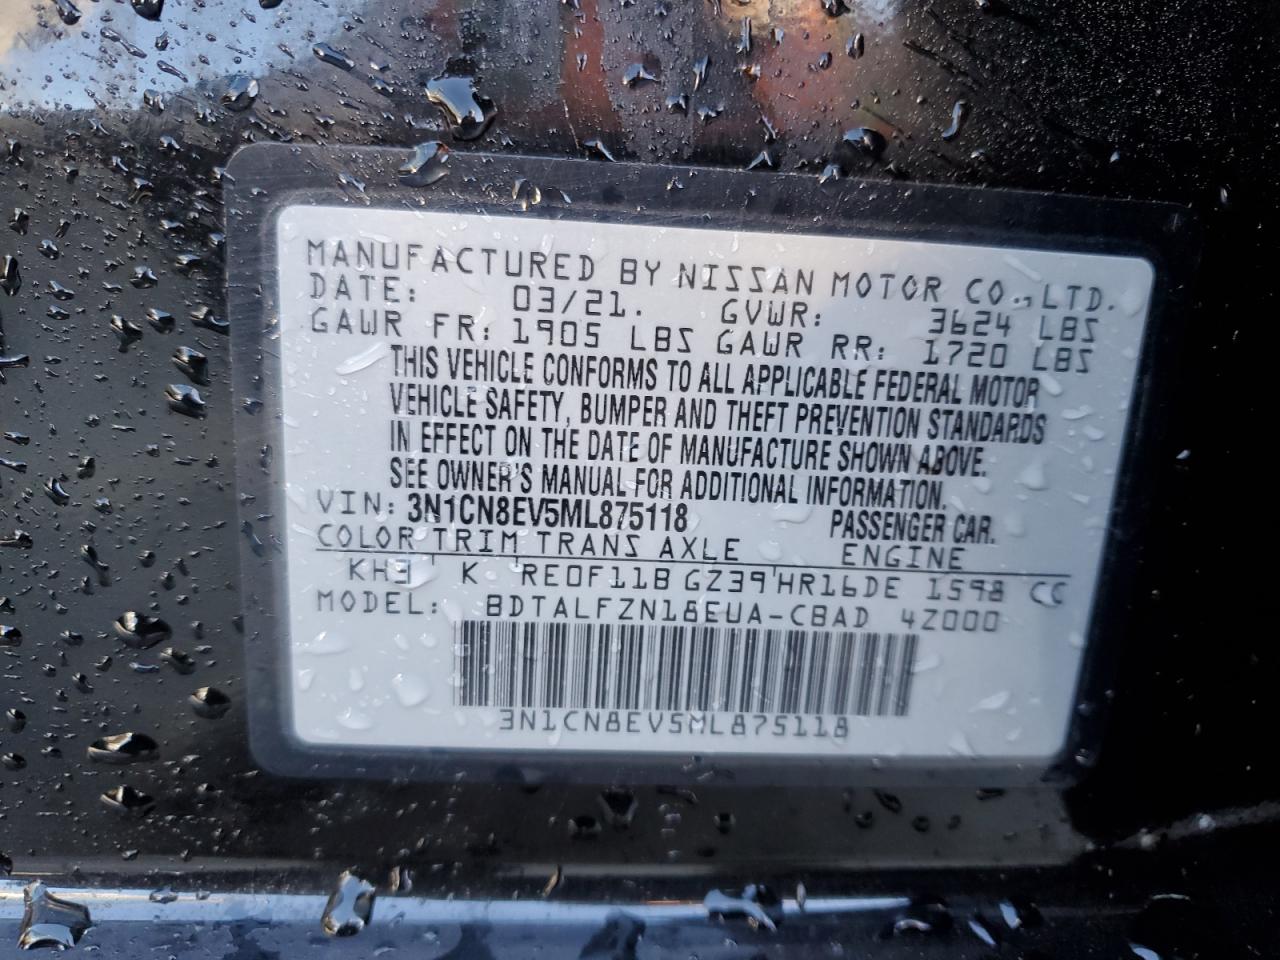 MANUFACTURED BY NISSAN MOTOR CO.,LTD.
DATE: 03/21. GVWR: 3624 LBS
GAWR FR: 1905 LBS GAWR RR: 1720 LBS
THIS VEHICLE CONFORMS TO ALL APPLICABLE FEDERAL MOTOR
VEHICLE SAFETY, BUMPER AND THEFT PREVENTION STANDARDS
IN EFFECT ON THE DATE OF MANUFACTURE SHOWN ABOVE.
SEE OWNER'S MANUAL FOR ADDITIONAL INFORMATION.
VIN: 3N1CN8EV5ML875118 PASSENGER CAR.
COLOR TRIM TRANS AXLE ENGINE
KH3 K RE0F11B GZ39 HR16DE 1598 CC
MODEL: BDTALFZN18EUA-CBAD 4Z000
3N1CN8EV5ML875118